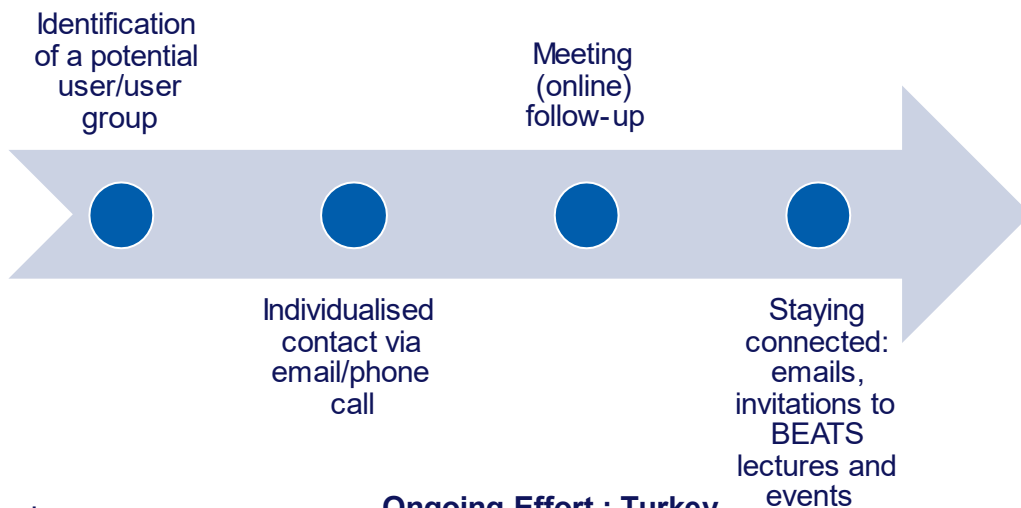 Identification
of a potential
user/user
group
Meeting
(online)
follow-up
Individualised
contact via
email/phone
call
Staying
connected:
emails,
invitations to
BEATS
lectures and
events
Ongoing Effort : Turkey